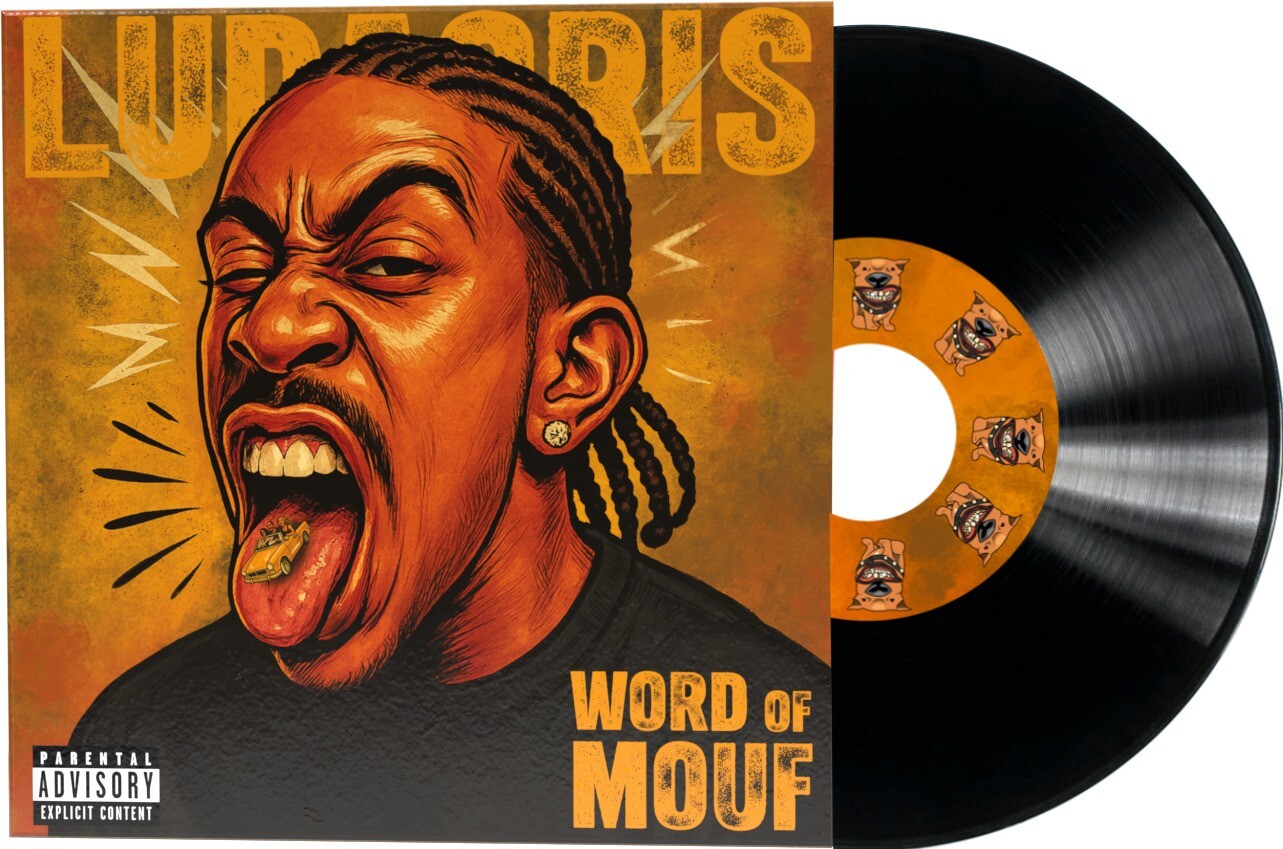 LUDACRIS
WORD OF
MOUF
PARENTAL
ADVISORY
EXPLICIT CONTENT